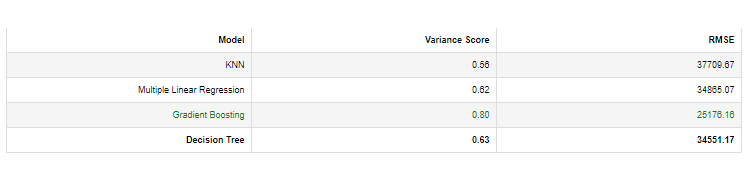 Model Variance Score RMSE
KNN 0.56 37709.67
Multiple Linear Regression 0.62 34865.07
Gradient Boosting 0.80 25176.16
Decision Tree 0.63 34551.17